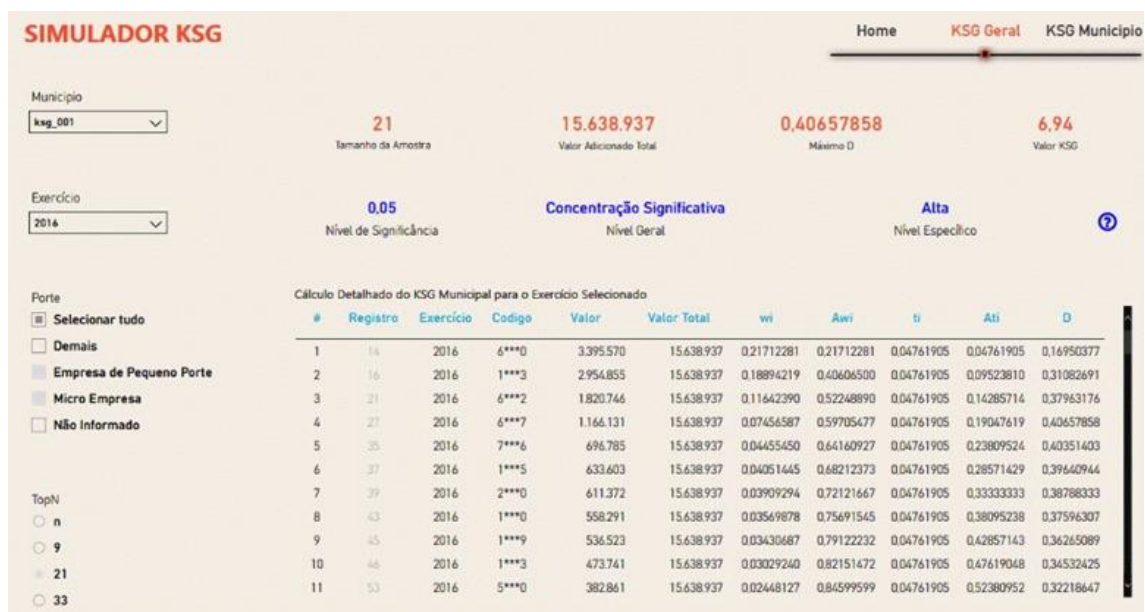 SIMULADOR KSG
Home KSG Geral KSG Municipio
Municipio
ksg_001
21 15.638.937 0,40657858 6,94
Tamanho da Amostra Valor Adicionado Total Máximo D Valor KSG
Exercício
2016
0,05 Concentração Significativa Alta
Nível de Significância Nível Geral Nível Específico ?
Porte
Selecionar tudo
Demais
Empresa de Pequeno Porte
Micro Empresa
Não Informado
TopN
n
9
21
33
Cálculo Detalhado do KSG Municipal para o Exercício Selecionado
# Registro Exercício Codigo Valor Valor Total wi Awi ti Ati D
1 14 2016 6***0 3.395.570 15.638.937 0,21712281 0,21712281 0,04761905 0,04761905 0,16950377
2 16 2016 1***3 2.954.855 15.638.937 0,18894219 0,40606500 0,04761905 0,09523810 0,31082691
3 21 2016 6***2 1.820.746 15.638.937 0,11642390 0,52248890 0,04761905 0,14285714 0,37963176
4 27 2016 6***7 1.166.131 15.638.937 0,07456587 0,59705477 0,04761905 0,19047619 0,40657858
5 35 2016 7***6 696.785 15.638.937 0,04455450 0,64160927 0,04761905 0,23809524 0,40351403
6 37 2016 1***5 633.603 15.638.937 0,04051445 0,68212373 0,04761905 0,28571429 0,39640944
7 39 2016 2***0 611.372 15.638.937 0,03909294 0,72121667 0,04761905 0,33333333 0,38788333
8 43 2016 1***0 558.291 15.638.937 0,03569878 0,75691545 0,04761905 0,38095238 0,37596307
9 45 2016 1***9 536.523 15.638.937 0,03430687 0,79122232 0,04761905 0,42857143 0,36265089
10 46 2016 1***3 473.741 15.638.937 0,03029240 0,82151472 0,04761905 0,47619048 0,34532425
11 53 2016 5***0 382.861 15.638.937 0,02448127 0,84599599 0,04761905 0,52380952 0,32218647